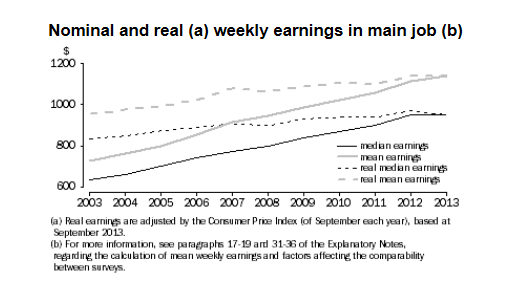 Nominal and real (a) weekly earnings in main job (b)
$
1200
1000
800
600
median earnings
mean earnings
real median earnings
real mean earnings
2003 2004 2005 2006 2007 2008 2009 2010 2011 2012 2013
(a) Real earnings are adjusted by the Consumer Price Index (of September each year), based at
September 2013.
(b) For more information, see paragraphs 17-19 and 31-36 of the Explanatory Notes,
regarding the calculation of mean weekly earnings and factors affecting the comparability
between surveys.